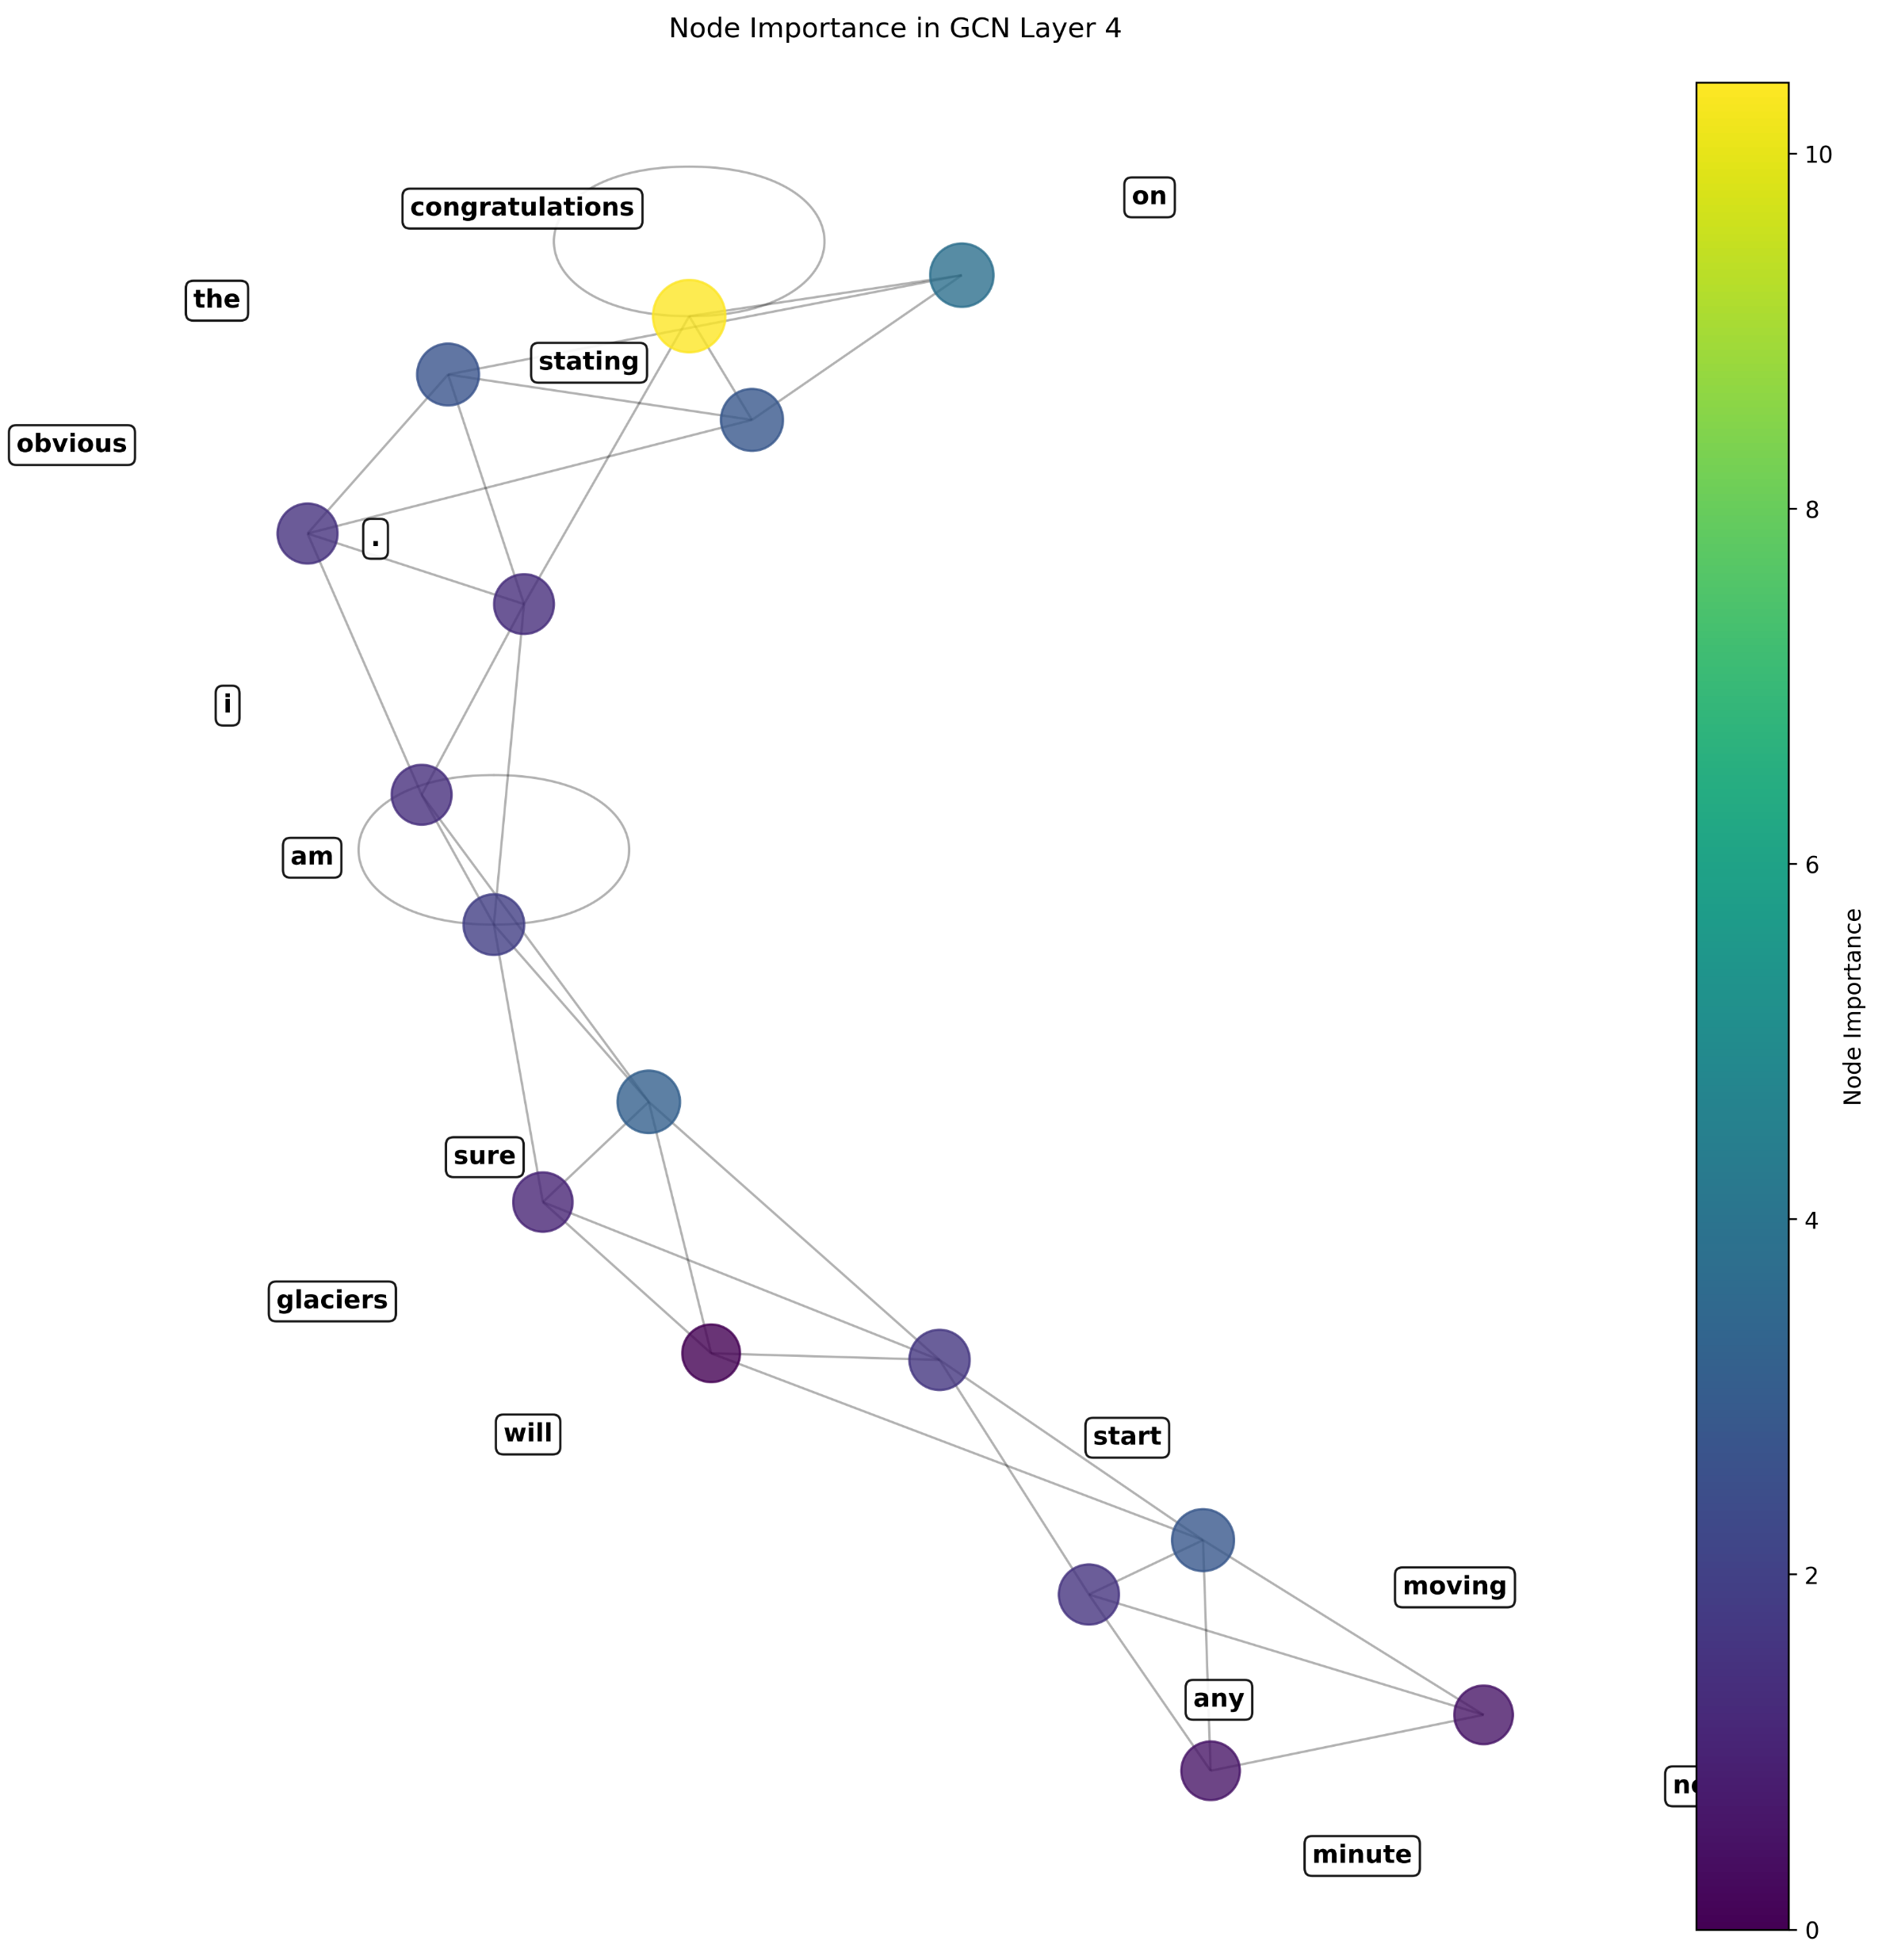 Node Importance in GCN Layer 4
congratulations
on
the
stating
obvious
.
i
am
sure
glaciers
will
start
moving
any
minute
10
8
6
4
2
0
Node Importance